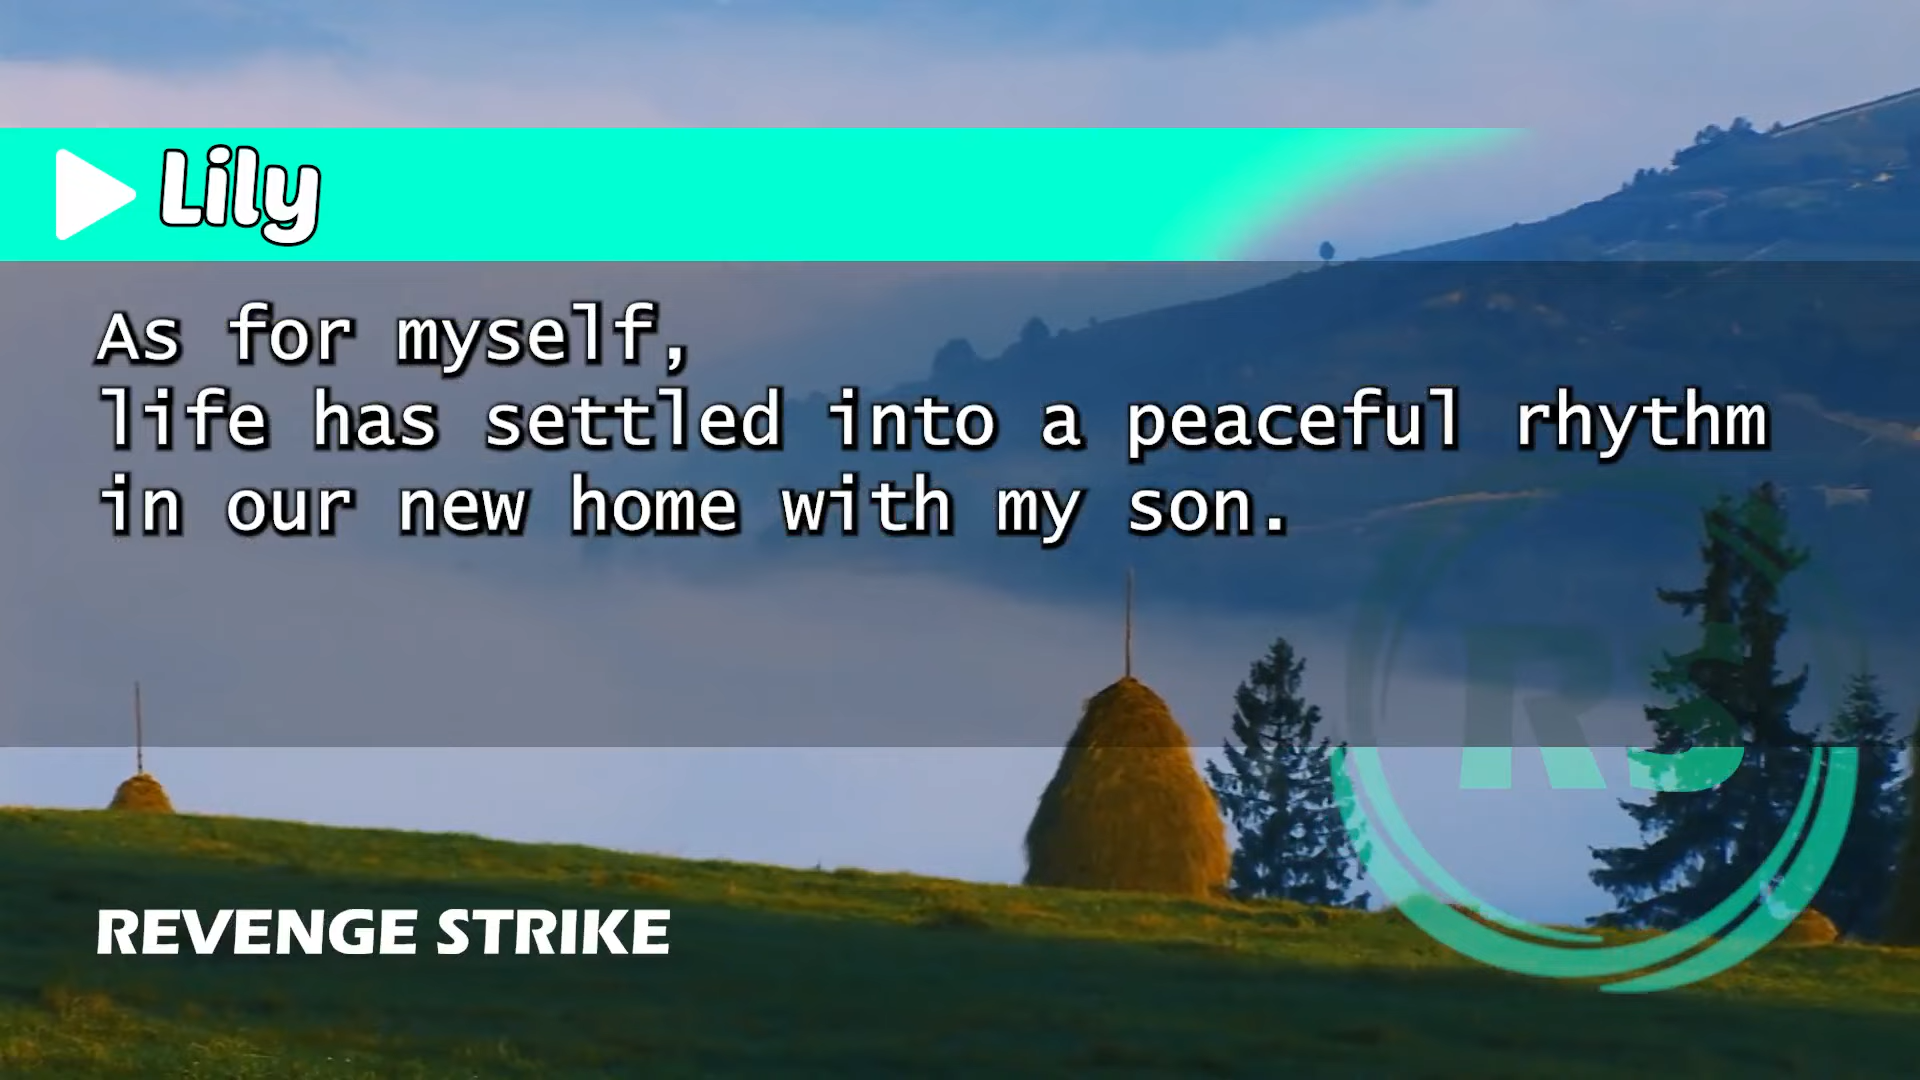 Lily
As for myself,
life has settled into a peaceful rhythm
in our new home with my son.
RS
REVENGE STRIKE